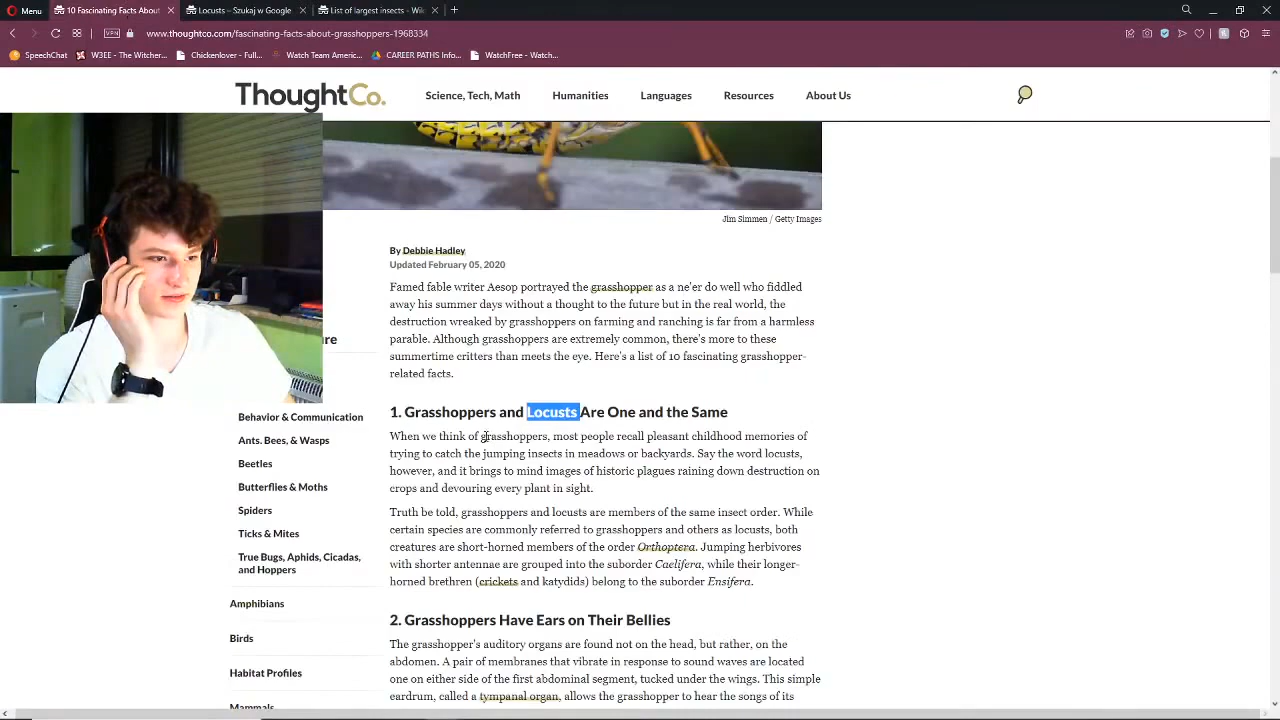 Menu
10 Fascinating Facts About
Locusts – Szukaj w Google
List of largest insects - Wik
VPN
www.thoughtco.com/fascinating-facts-about-grasshoppers-1968334
SpeechChat
W3EE - The Witcher...
Chickenlover - Full...
Watch Team Americ...
CAREER PATHs Infor...
WatchFree - Watch...
ThoughtCo.
Science, Tech, Math
Humanities
Languages
Resources
About Us
Jim Simmen / Getty Images
By Debbie Hadley
Updated February 05, 2020
Famed fable writer Aesop portrayed the grasshopper as a ne'er do well who fiddled
away his summer days without a thought to the future but in the real world, the
destruction wreaked by grasshoppers on farming and ranching is far from a harmless
parable. Although grasshoppers are extremely common, there's more to these
summertime critters than meets the eye. Here's a list of 10 fascinating grasshopper-
related facts.
1. Grasshoppers and Locusts Are One and the Same
When we think of grasshoppers, most people recall pleasant childhood memories of
trying to catch the jumping insects in meadows or backyards. Say the word locusts,
however, and it brings to mind images of historic plagues raining down destruction on
crops and devouring every plant in sight.
Truth be told, grasshoppers and locusts are members of the same insect order. While
certain species are commonly referred to grasshoppers and others as locusts, both
creatures are short-horned members of the order Orthoptera. Jumping herbivores
with shorter antennae are grouped into the suborder Caelifera, while their longer-
horned brethren (crickets and katydids) belong to the suborder Ensifera.
2. Grasshoppers Have Ears on Their Bellies
The grasshopper's auditory organs are found not on the head, but rather, on the
abdomen. A pair of membranes that vibrate in response to sound waves are located
one on either side of the first abdominal segment, tucked under the wings. This simple
eardrum, called a tympanal organ, allows the grasshopper to hear the songs of its
Behavior & Communication
Ants. Bees, & Wasps
Beetles
Butterflies & Moths
Spiders
Ticks & Mites
True Bugs, Aphids, Cicadas,
and Hoppers
Amphibians
Birds
Habitat Profiles
Mammals